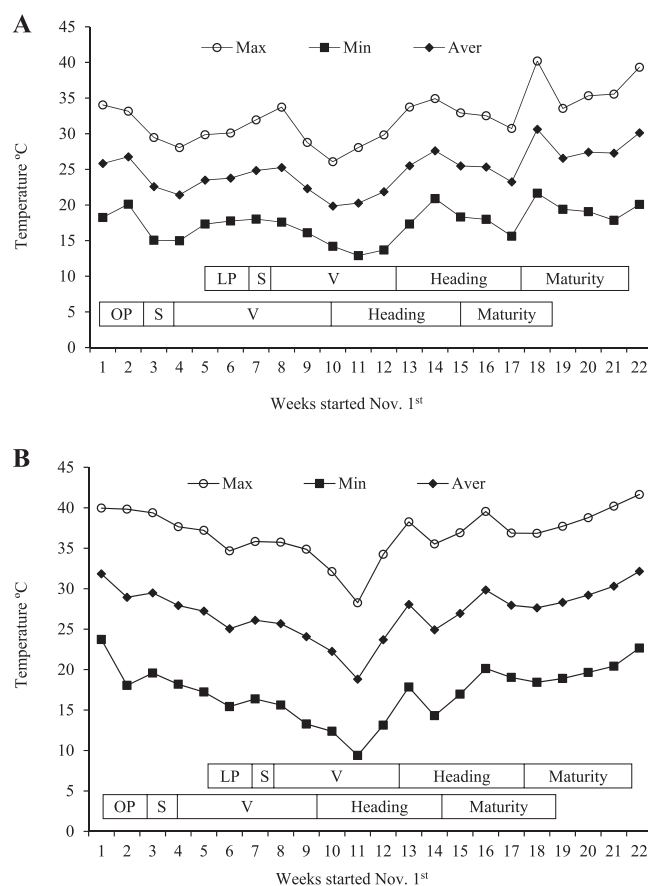 A
Max Min Aver
45
40
35
30
25
20
15
10
5
0
Temperature ºC
LP S V Heading Maturity
OP S V Heading Maturity
1 2 3 4 5 6 7 8 9 10 11 12 13 14 15 16 17 18 19 20 21 22
Weeks started Nov. 1st
B
Max Min Aver
45
40
35
30
25
20
15
10
5
0
Temperature ºC
LP S V Heading Maturity
OP S V Heading Maturity
1 2 3 4 5 6 7 8 9 10 11 12 13 14 15 16 17 18 19 20 21 22
Weeks started Nov. 1st